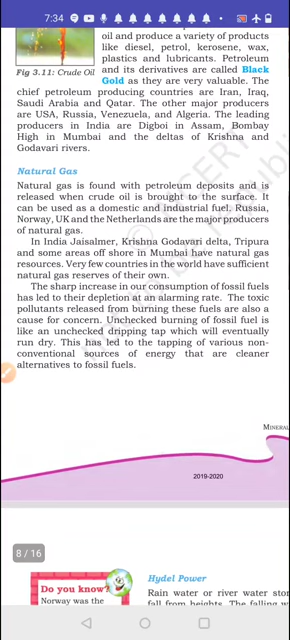 7:34
oil and produce a variety of products
like diesel, petrol, kerosene, wax,
plastics and lubricants. Petroleum
and its derivatives are called Black
Gold as they are very valuable. The
Fig 3.11: Crude Oil
chief petroleum producing countries are Iran, Iraq,
Saudi Arabia and Qatar. The other major producers
are USA, Russia, Venezuela, and Algeria. The leading
producers in India are Digboi in Assam, Bombay
High in Mumbai and the deltas of Krishna and
Godavari rivers.
Natural Gas
Natural gas is found with petroleum deposits and is
released when crude oil is brought to the surface. It
can be used as a domestic and industrial fuel. Russia,
Norway, UK and the Netherlands are the major producers
of natural gas.
In India Jaisalmer, Krishna Godavari delta, Tripura
and some areas off shore in Mumbai have natural gas
resources. Very few countries in the world have sufficient
natural gas reserves of their own.
The sharp increase in our consumption of fossil fuels
has led to their depletion at an alarming rate. The toxic
pollutants released from burning these fuels are also a
cause for concern. Unchecked burning of fossil fuel is
like an unchecked dripping tap which will eventually
run dry. This has led to the tapping of various non-
conventional sources of energy that are cleaner
alternatives to fossil fuels.
MINERAL
2019-2020
8 / 16
Do you know?
Norway was the
Hydel Power
Rain water or river water stor
fall from heights. The falling w